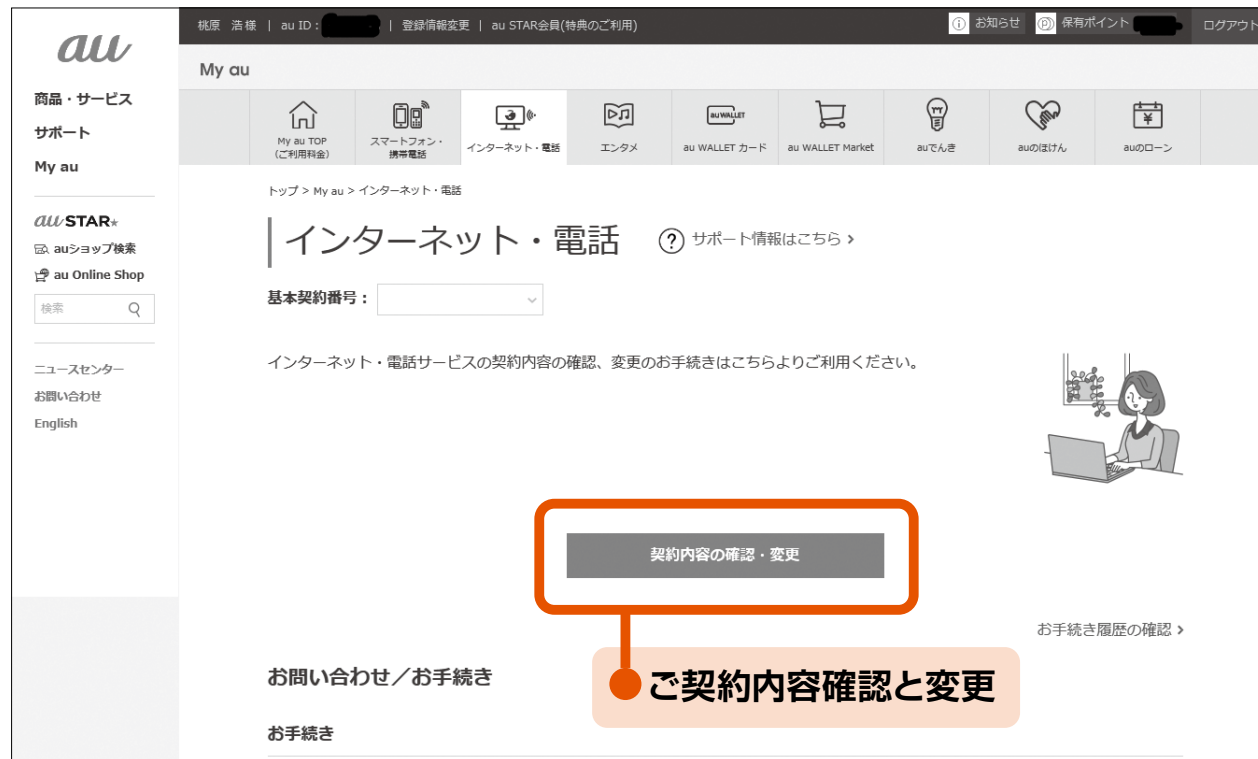 au
商品・サービス
サポート
My au
au STAR★
auショップ検索
au Online Shop
検索
ニュースセンター
お問い合わせ
English
桃原 浩様 | au ID： | 登録情報変更 | au STAR会員(特典のご利用)
お知らせ 保有ポイント ログアウト
My au
My au TOP
(ご利用料金)
スマートフォン・
携帯電話
インターネット・電話
エンタメ
au WALLET
au WALLET カード
au WALLET Market
auでんき
auのほけん
auのローン
トップ > My au > インターネット・電話
インターネット・電話 ? サポート情報はこちら >
基本契約番号：
インターネット・電話サービスの契約内容の確認、変更のお手続きはこちらよりご利用ください。
契約内容の確認・変更
お手続き履歴の確認 >
ご契約内容確認と変更
お問い合わせ／お手続き
お手続き